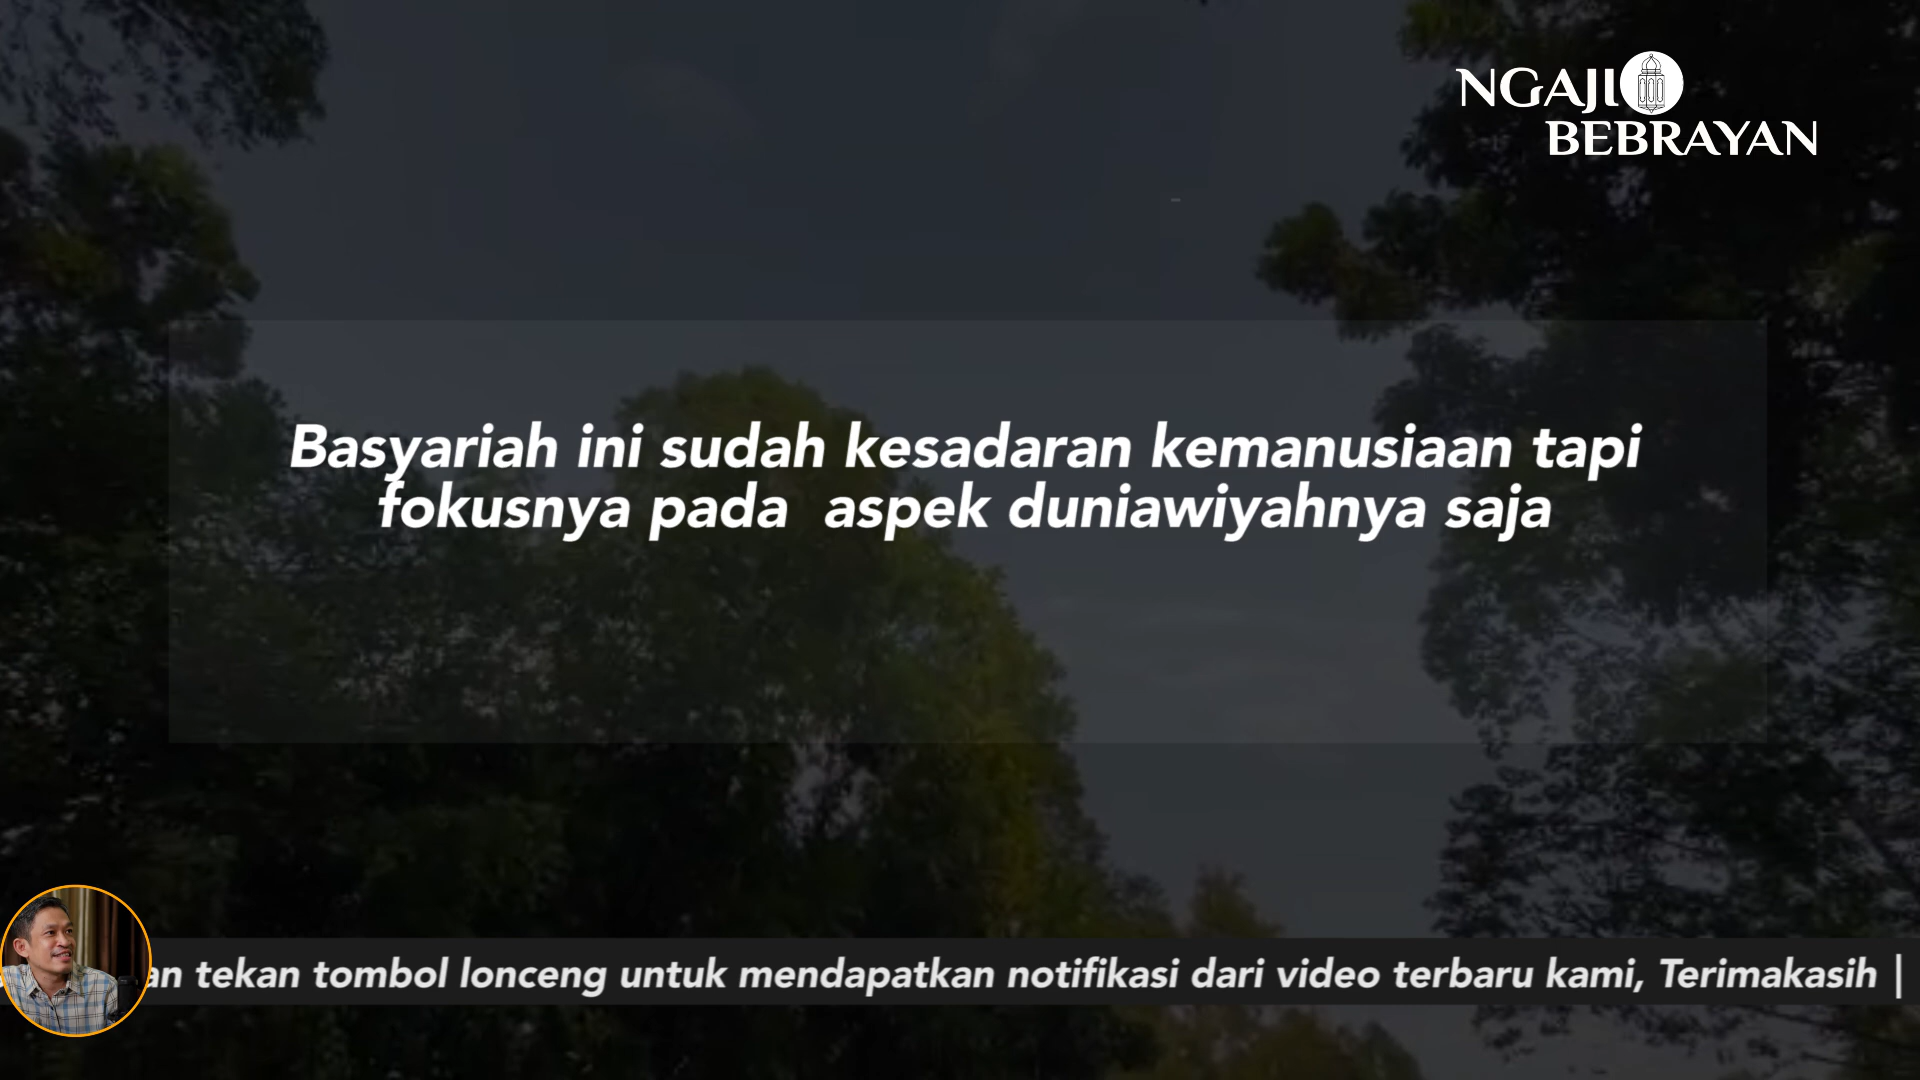 NGAJI
BEBRAYAN
Basyariah ini sudah kesadaran kemanusiaan tapi
fokusnya pada  aspek duniawiyahnya saja
an tekan tombol lonceng untuk mendapatkan notifikasi dari video terbaru kami, Terimakasih |